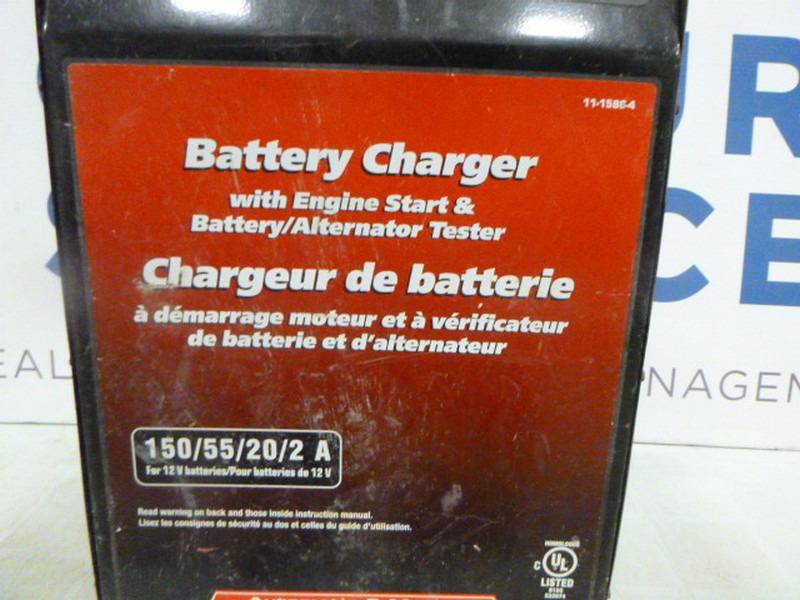 11-1586-4
Battery Charger
with Engine Start &
Battery/Alternator Tester
Chargeur de batterie
à démarrage moteur et à vérificateur
de batterie et d'alternateur
150/55/20/2 A
For 12 V batteries/Pour batteries de 12 V
Read warning on back and those inside instruction manual.
Lisez les consignes de sécurité au dos et celles du guide d'utilisation.
HOMOLOGUÉ
C UL
LISTED